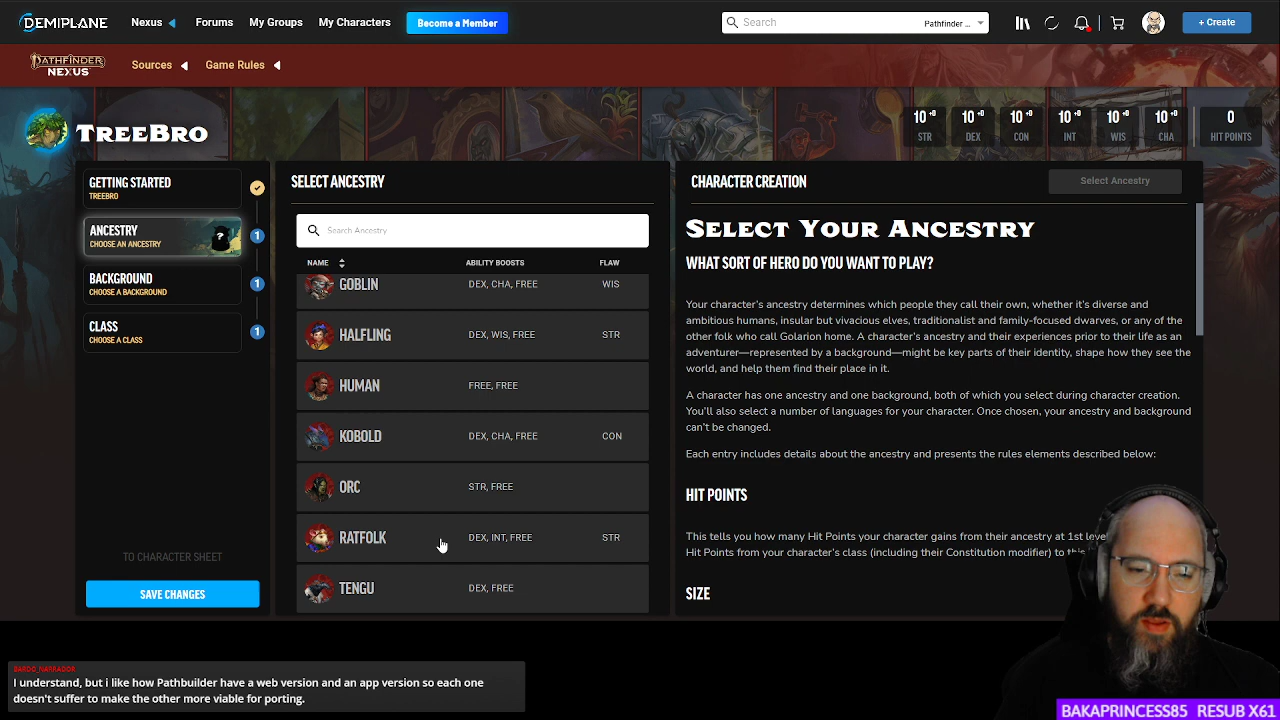 DEMIPLANE
Nexus
Forums
My Groups
My Characters
Become a Member
Search
Pathfinder ...
+ Create
PATHFINDER NEXUS
Sources
Game Rules
TREEBRO
10 +0
STR
10 +0
DEX
10 +0
CON
10 +0
INT
10 +0
WIS
10 +0
CHA
0
HIT POINTS
GETTING STARTED
TREEBRO
ANCESTRY
CHOOSE AN ANCESTRY
1
BACKGROUND
CHOOSE A BACKGROUND
1
CLASS
CHOOSE A CLASS
1
TO CHARACTER SHEET
SAVE CHANGES
SELECT ANCESTRY
Search Ancestry
NAME ABILITY BOOSTS FLAW
GOBLIN DEX, CHA, FREE WIS
HALFLING DEX, WIS, FREE STR
HUMAN FREE, FREE
KOBOLD DEX, CHA, FREE CON
ORC STR, FREE
RATFOLK DEX, INT, FREE STR
TENGU DEX, FREE
CHARACTER CREATION
Select Ancestry
SELECT YOUR ANCESTRY
WHAT SORT OF HERO DO YOU WANT TO PLAY?
Your character's ancestry determines which people they call their own, whether it's diverse and
ambitious humans, insular but vivacious elves, traditionalist and family-focused dwarves, or any of the
other folk who call Golarion home. A character's ancestry and their experiences prior to their life as an
adventurer—represented by a background—might be key parts of their identity, shape how they see the
world, and help them find their place in it.
A character has one ancestry and one background, both of which you select during character creation.
You'll also select a number of languages for your character. Once chosen, your ancestry and background
can't be changed.
Each entry includes details about the ancestry and presents the rules elements described below:
HIT POINTS
This tells you how many Hit Points your character gains from their ancestry at 1st
Hit Points from your character's class (including their Constitution modifier) to
SIZE
BARDO_NARRADOR
I understand, but i like how Pathbuilder have a web version and an app version so each one
doesn't suffer to make the other more viable for porting.
BAKAPRINCESS85 RESUB X61